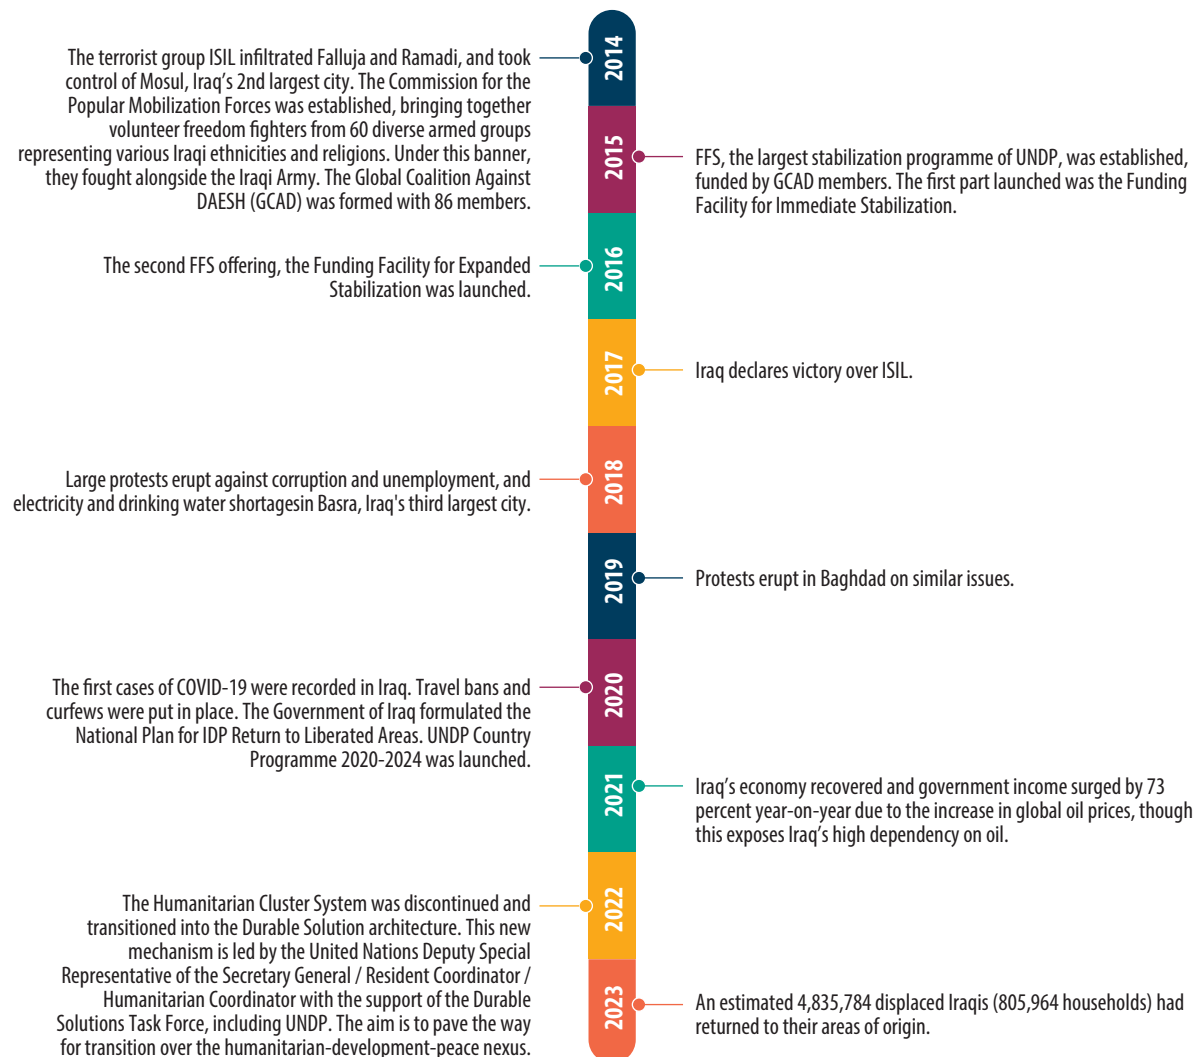 2014
The terrorist group ISIL infiltrated Falluja and Ramadi, and took
control of Mosul, Iraq’s 2nd largest city. The Commission for the
Popular Mobilization Forces was established, bringing together
volunteer freedom fighters from 60 diverse armed groups
representing various Iraqi ethnicities and religions. Under this banner,
they fought alongside the Iraqi Army. The Global Coalition Against
DAESH (GCAD) was formed with 86 members.
2015
FFS, the largest stabilization programme of UNDP, was established,
funded by GCAD members. The first part launched was the Funding
Facility for Immediate Stabilization.
2016
The second FFS offering, the Funding Facility for Expanded
Stabilization was launched.
2017
Iraq declares victory over ISIL.
2018
Large protests erupt against corruption and unemployment, and
electricity and drinking water shortagesin Basra, Iraq's third largest city.
2019
Protests erupt in Baghdad on similar issues.
2020
The first cases of COVID-19 were recorded in Iraq. Travel bans and
curfews were put in place. The Government of Iraq formulated the
National Plan for IDP Return to Liberated Areas. UNDP Country
Programme 2020-2024 was launched.
2021
Iraq’s economy recovered and government income surged by 73
percent year-on-year due to the increase in global oil prices, though
this exposes Iraq’s high dependency on oil.
2022
The Humanitarian Cluster System was discontinued and
transitioned into the Durable Solution architecture. This new
mechanism is led by the United Nations Deputy Special
Representative of the Secretary General / Resident Coordinator /
Humanitarian Coordinator with the support of the Durable
Solutions Task Force, including UNDP. The aim is to pave the way
for transition over the humanitarian-development-peace nexus.
2023
An estimated 4,835,784 displaced Iraqis (805,964 households) had
returned to their areas of origin.